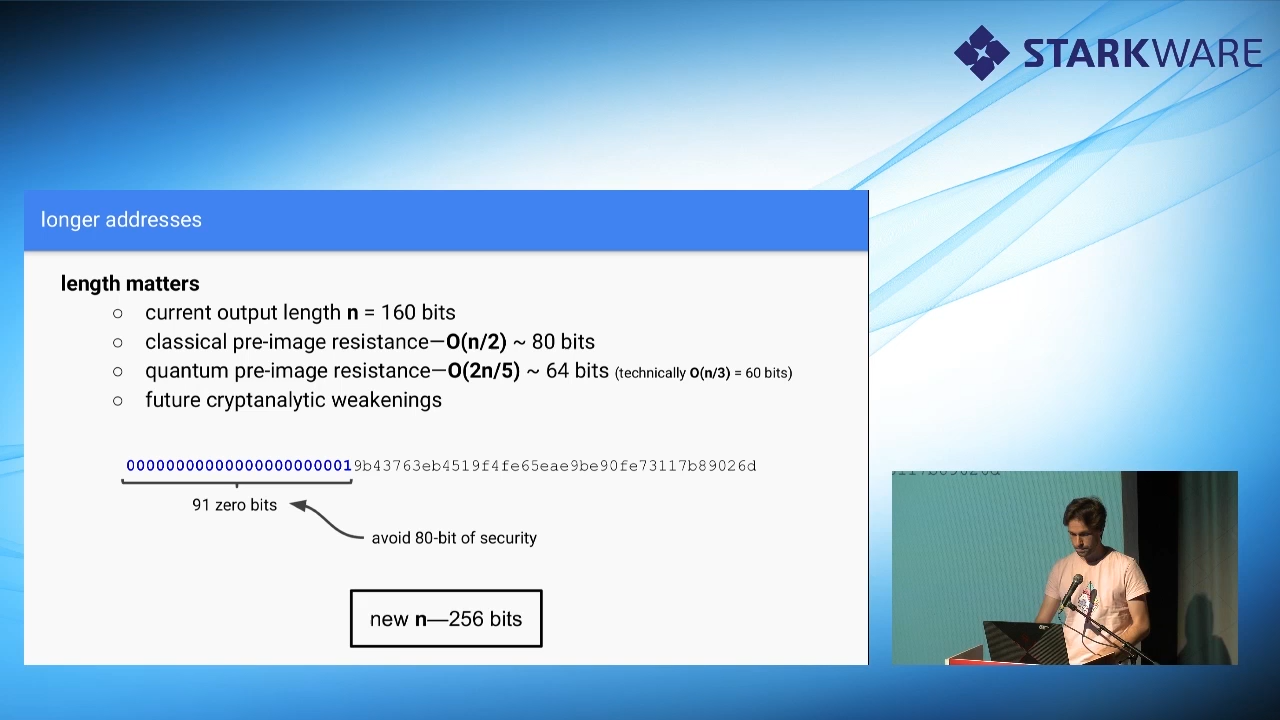 STARKWARE
longer addresses
length matters
○ current output length n = 160 bits
○ classical pre-image resistance—O(n/2) ~ 80 bits
○ quantum pre-image resistance—O(2n/5) ~ 64 bits (technically O(n/3) = 60 bits)
○ future cryptanalytic weakenings
0000000000000000000000019b43763eb4519f4fe65eae9be90fe73117b89026d
91 zero bits
avoid 80-bit of security
new n—256 bits